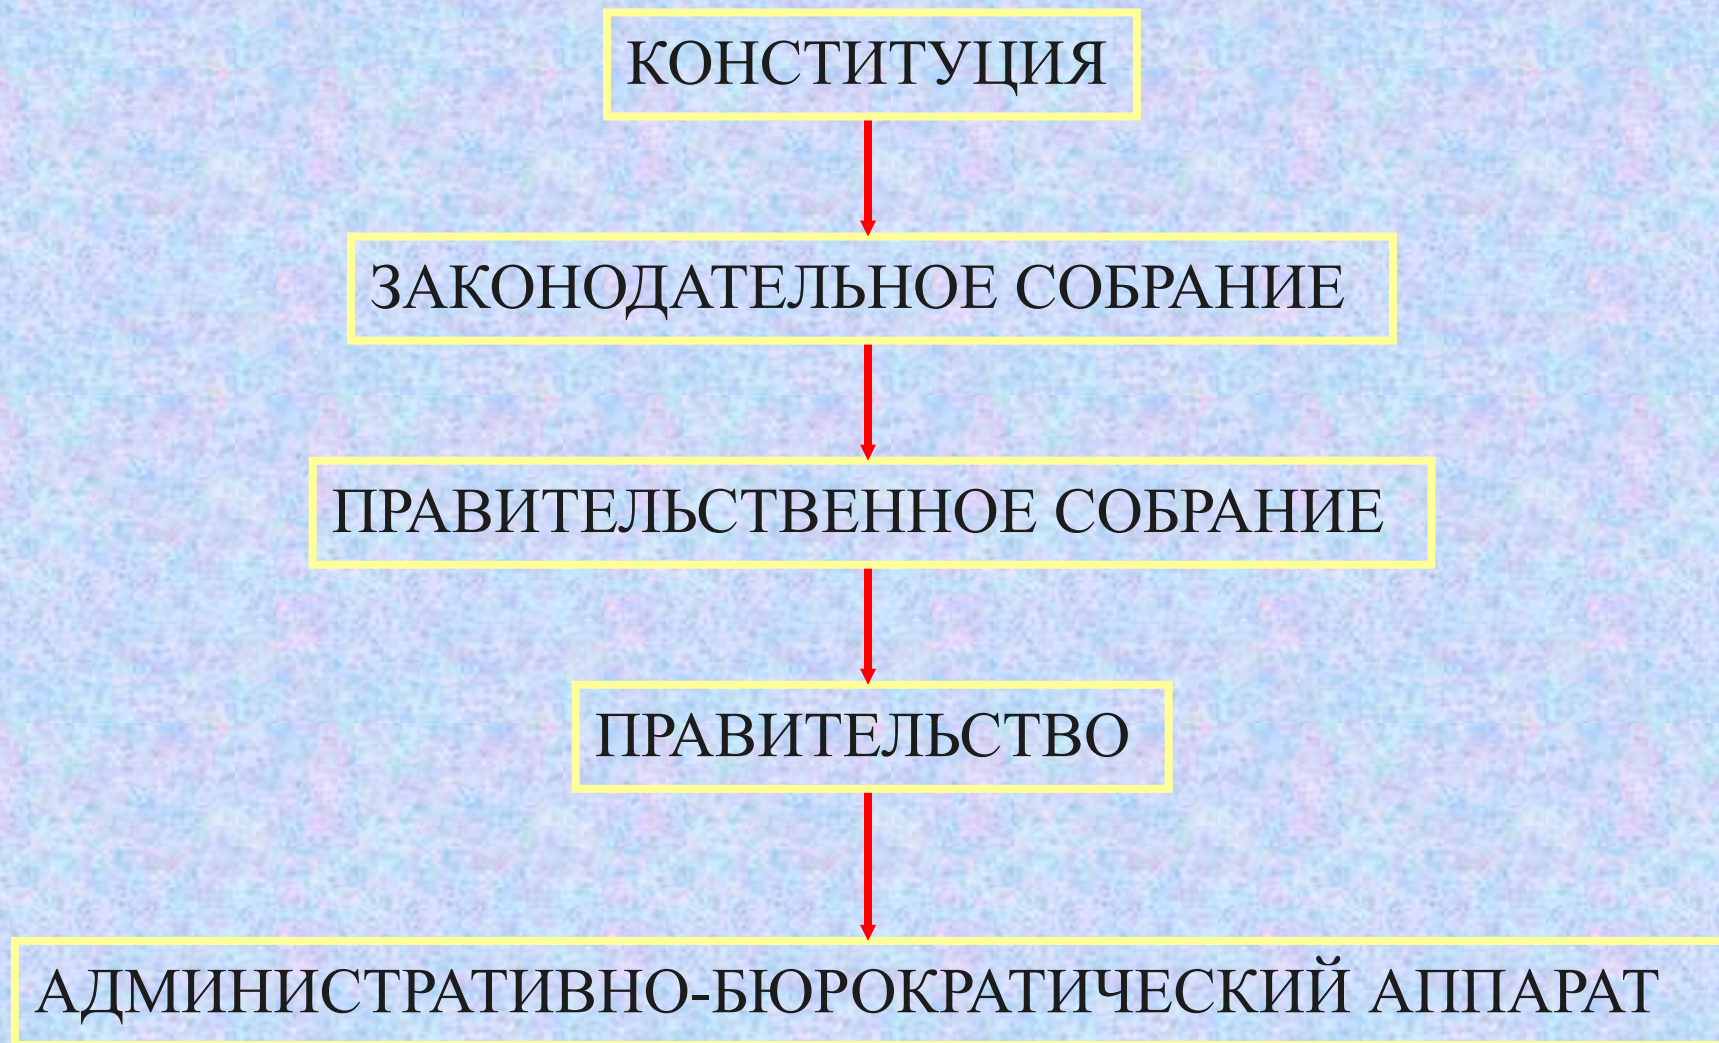 КОНСТИТУЦИЯ
ЗАКОНОДАТЕЛЬНОЕ СОБРАНИЕ
ПРАВИТЕЛЬСТВЕННОЕ СОБРАНИЕ
ПРАВИТЕЛЬСТВО
АДМИНИСТРАТИВНО-БЮРОКРАТИЧЕСКИЙ АППАРАТ